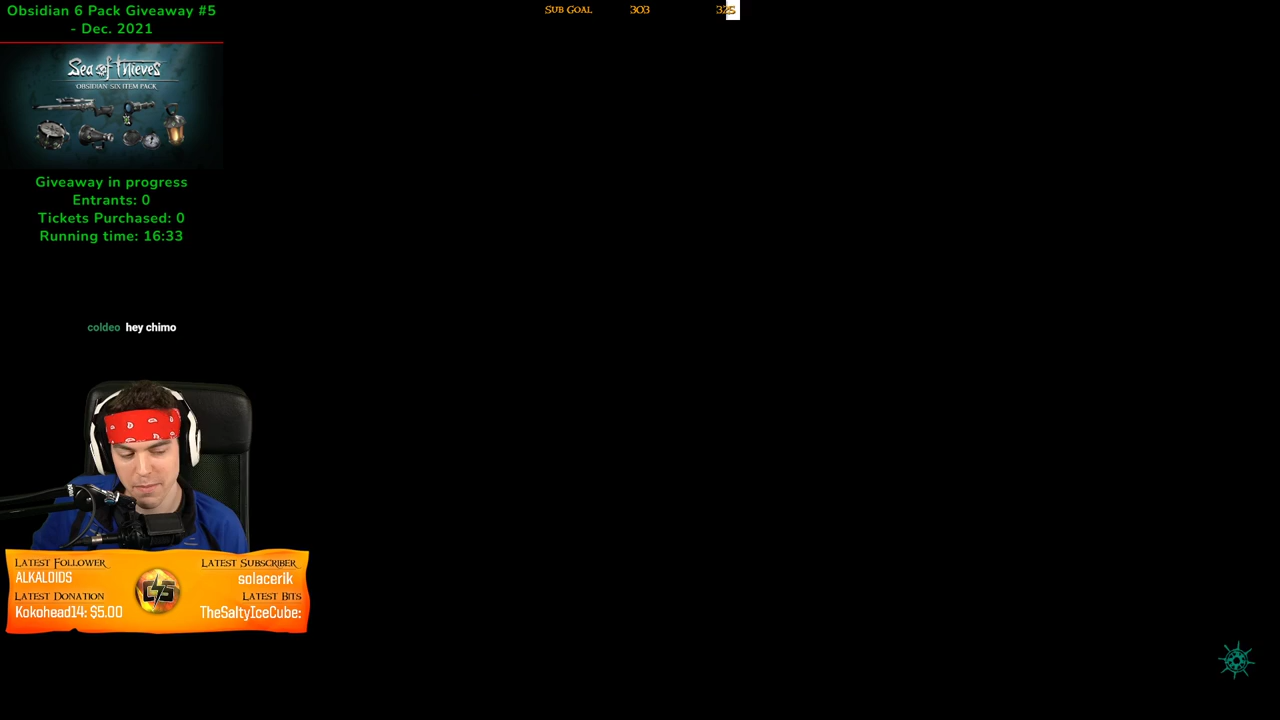 Obsidian 6 Pack Giveaway #5
- Dec. 2021
Sea of Thieves
OBSIDIAN SIX ITEM PACK
Giveaway in progress
Entrants: 0
Tickets Purchased: 0
Running time: 16:33
Sub Goal 303 325
coldeo hey chimo
Latest Follower Latest Subscriber
ALKALOIDS solacerik
Latest Donation Latest Bits
Kokohead14: $5.00 TheSaltyIceCube: